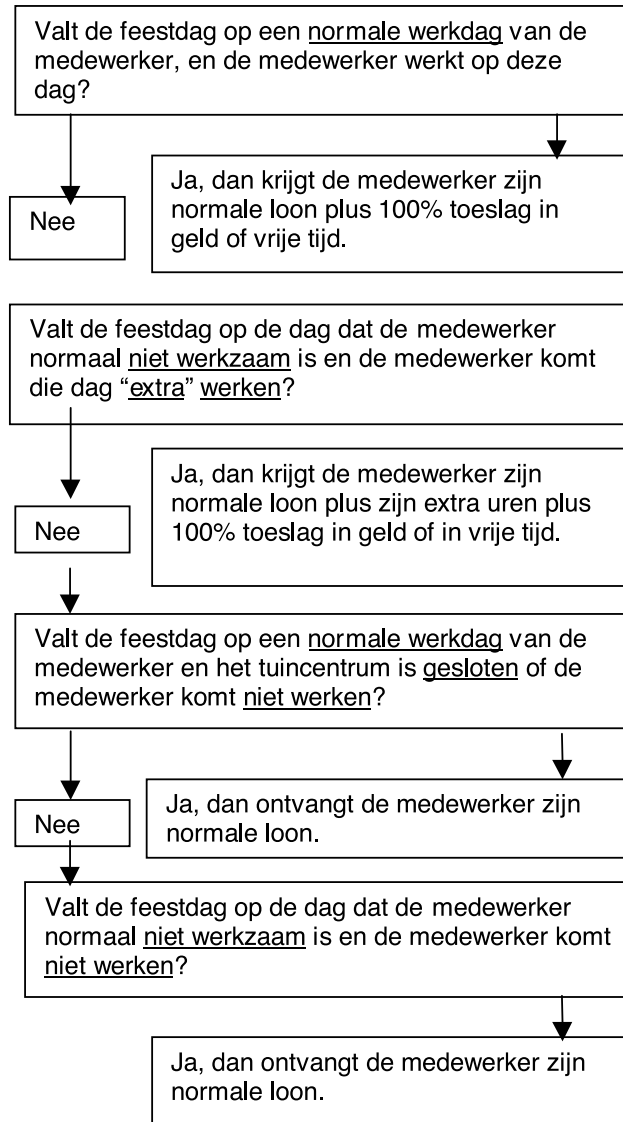 Valt de feestdag op een normale werkdag van de
medewerker, en de medewerker werkt op deze
dag?
Nee
Ja, dan krijgt de medewerker zijn
normale loon plus 100% toeslag in
geld of vrije tijd.
Valt de feestdag op de dag dat de medewerker
normaal niet werkzaam is en de medewerker komt
die dag “extra” werken?
Nee
Ja, dan krijgt de medewerker zijn
normale loon plus zijn extra uren plus
100% toeslag in geld of in vrije tijd.
Valt de feestdag op een normale werkdag van de
medewerker en het tuincentrum is gesloten of de
medewerker komt niet werken?
Nee
Ja, dan ontvangt de medewerker zijn
normale loon.
Valt de feestdag op de dag dat de medewerker
normaal niet werkzaam is en de medewerker komt
niet werken?
Ja, dan ontvangt de medewerker zijn
normale loon.